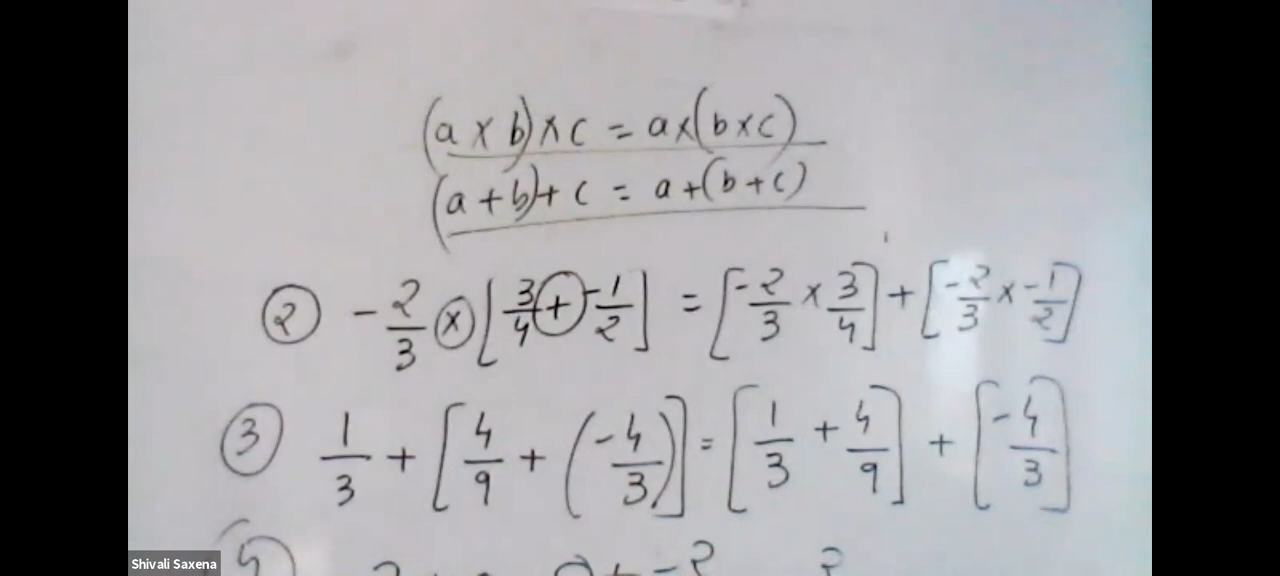 (a x b) x c = a x (b x c)
(a + b) + c = a + (b + c)
② -2/3 x [3/4 + -1/2] = [-2/3 x 3/4] + [-2/3 x -1/2]
③ 1/3 + [4/9 + (-4/3)] = [1/3 + 4/9] + [-4/3]
Shivali Saxena